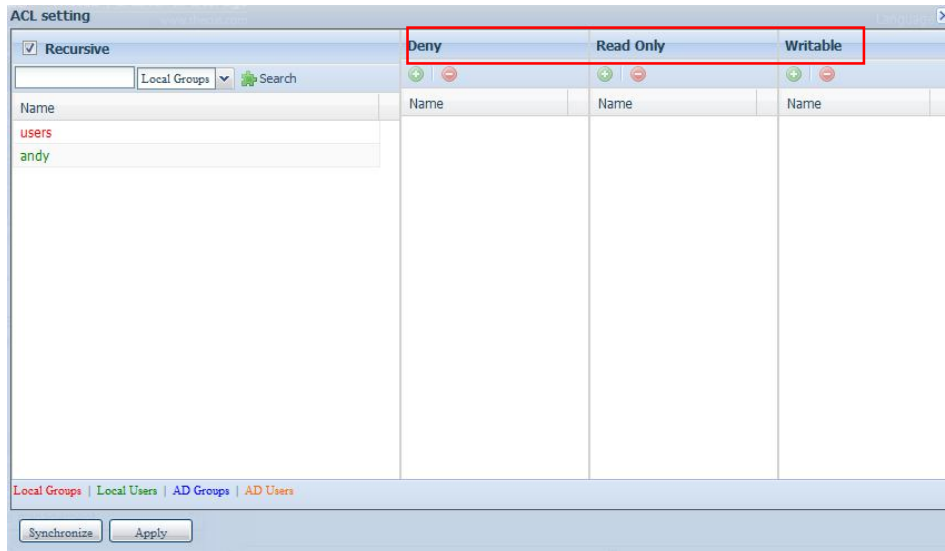 ACL setting
Recursive
Deny
Read Only
Writable
Local Groups
Search
Name
Name
Name
Name
users
andy
Local Groups | Local Users | AD Groups | AD Users
Synchronize
Apply